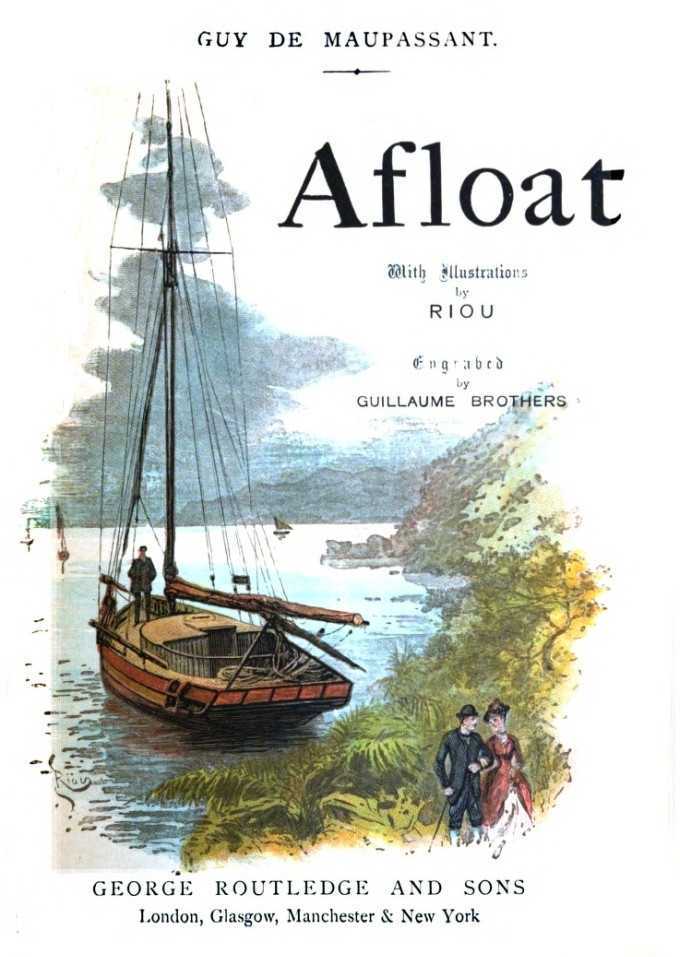 GUY DE MAUPASSANT.
Afloat
With Illustrations
by
RIOU
Engraved
by
GUILLAUME BROTHERS
Riou
GEORGE ROUTLEDGE AND SONS
London, Glasgow, Manchester & New York